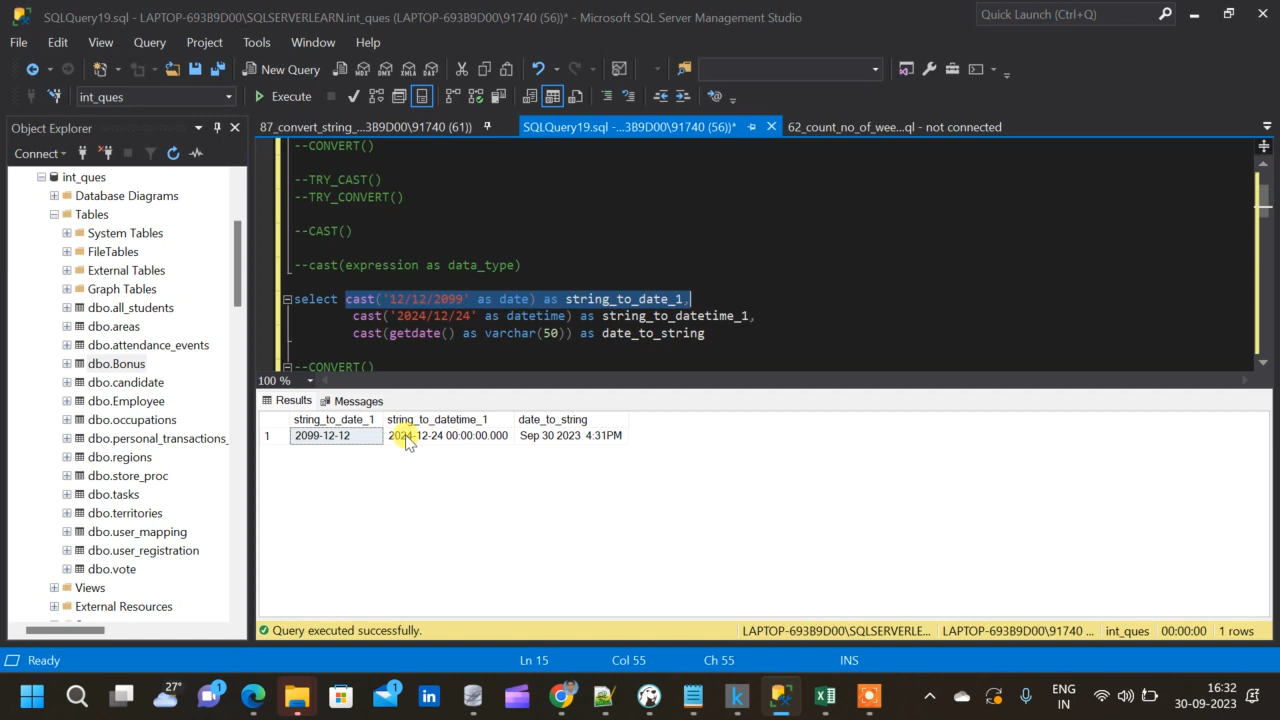 SQLQuery19.sql - LAPTOP-693B9D00\SQLSERVERLEARN.int_ques (LAPTOP-693B9D00\91740 (56))* - Microsoft SQL Server Management Studio
Quick Launch (Ctrl+Q)
File Edit View Query Project Tools Window Help
New Query MDX DMX XMLA DAX
int_ques Execute
Object Explorer
87_convert_string_...3B9D00\91740 (61)) SQLQuery19.sql -...3B9D00\91740 (56))* 62_count_no_of_wee...ql - not connected
Connect
int_ques
Database Diagrams
Tables
System Tables
FileTables
External Tables
Graph Tables
dbo.all_students
dbo.areas
dbo.attendance_events
dbo.Bonus
dbo.candidate
dbo.Employee
dbo.occupations
dbo.personal_transactions_
dbo.regions
dbo.store_proc
dbo.tasks
dbo.territories
dbo.user_mapping
dbo.user_registration
dbo.vote
Views
External Resources
--CONVERT()
--TRY_CAST()
--TRY_CONVERT()
--CAST()
--cast(expression as data_type)
select cast('12/12/2099' as date) as string_to_date_1,
cast('2024/12/24' as datetime) as string_to_datetime_1,
cast(getdate() as varchar(50)) as date_to_string
--CONVERT()
100 %
Results Messages
string_to_date_1 string_to_datetime_1 date_to_string
1 2099-12-12 2024-12-24 00:00:00.000 Sep 30 2023 4:31PM
Query executed successfully. LAPTOP-693B9D00\SQLSERVERLE... LAPTOP-693B9D00\91740 ... int_ques 00:00:00 1 rows
Ready Ln 15 Col 55 Ch 55 INS
27° 1 1
ENG
IN
16:32
30-09-2023